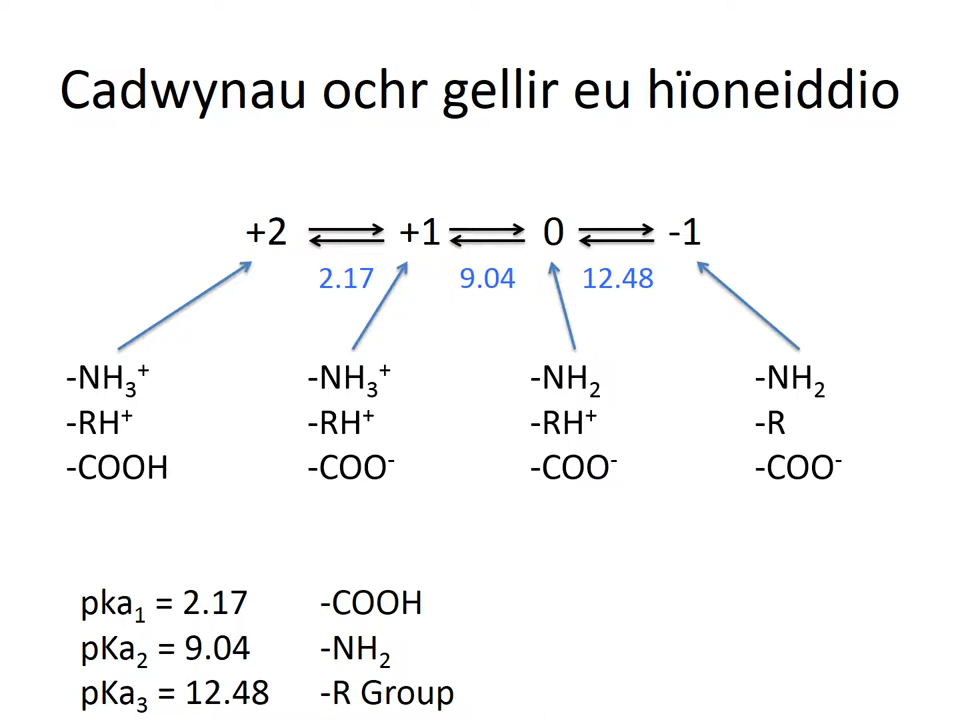 Cadwynau ochr gellir eu hïoneiddio
+2 ⇌ +1 ⇌ 0 ⇌ -1
2.17 9.04 12.48
-NH₃⁺ -NH₃⁺ -NH₂ -NH₂
-RH⁺ -RH⁺ -RH⁺ -R
-COOH -COO⁻ -COO⁻ -COO⁻
pka₁ = 2.17 -COOH
pKa₂ = 9.04 -NH₂
pKa₃ = 12.48 -R Group